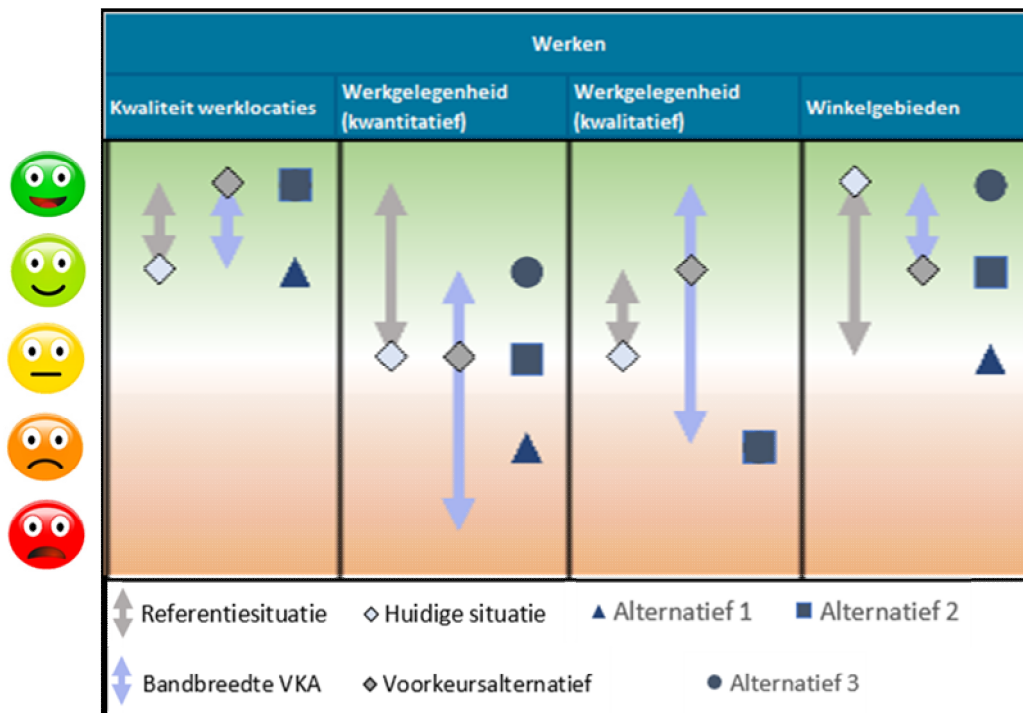 Werken
Kwaliteit werklocaties
Werkgelegenheid
(kwantitatief)
Werkgelegenheid
(kwalitatief)
Winkelgebieden
Referentiesituatie
Huidige situatie
Alternatief 1
Alternatief 2
Bandbreedte VKA
Voorkeursalternatief
Alternatief 3